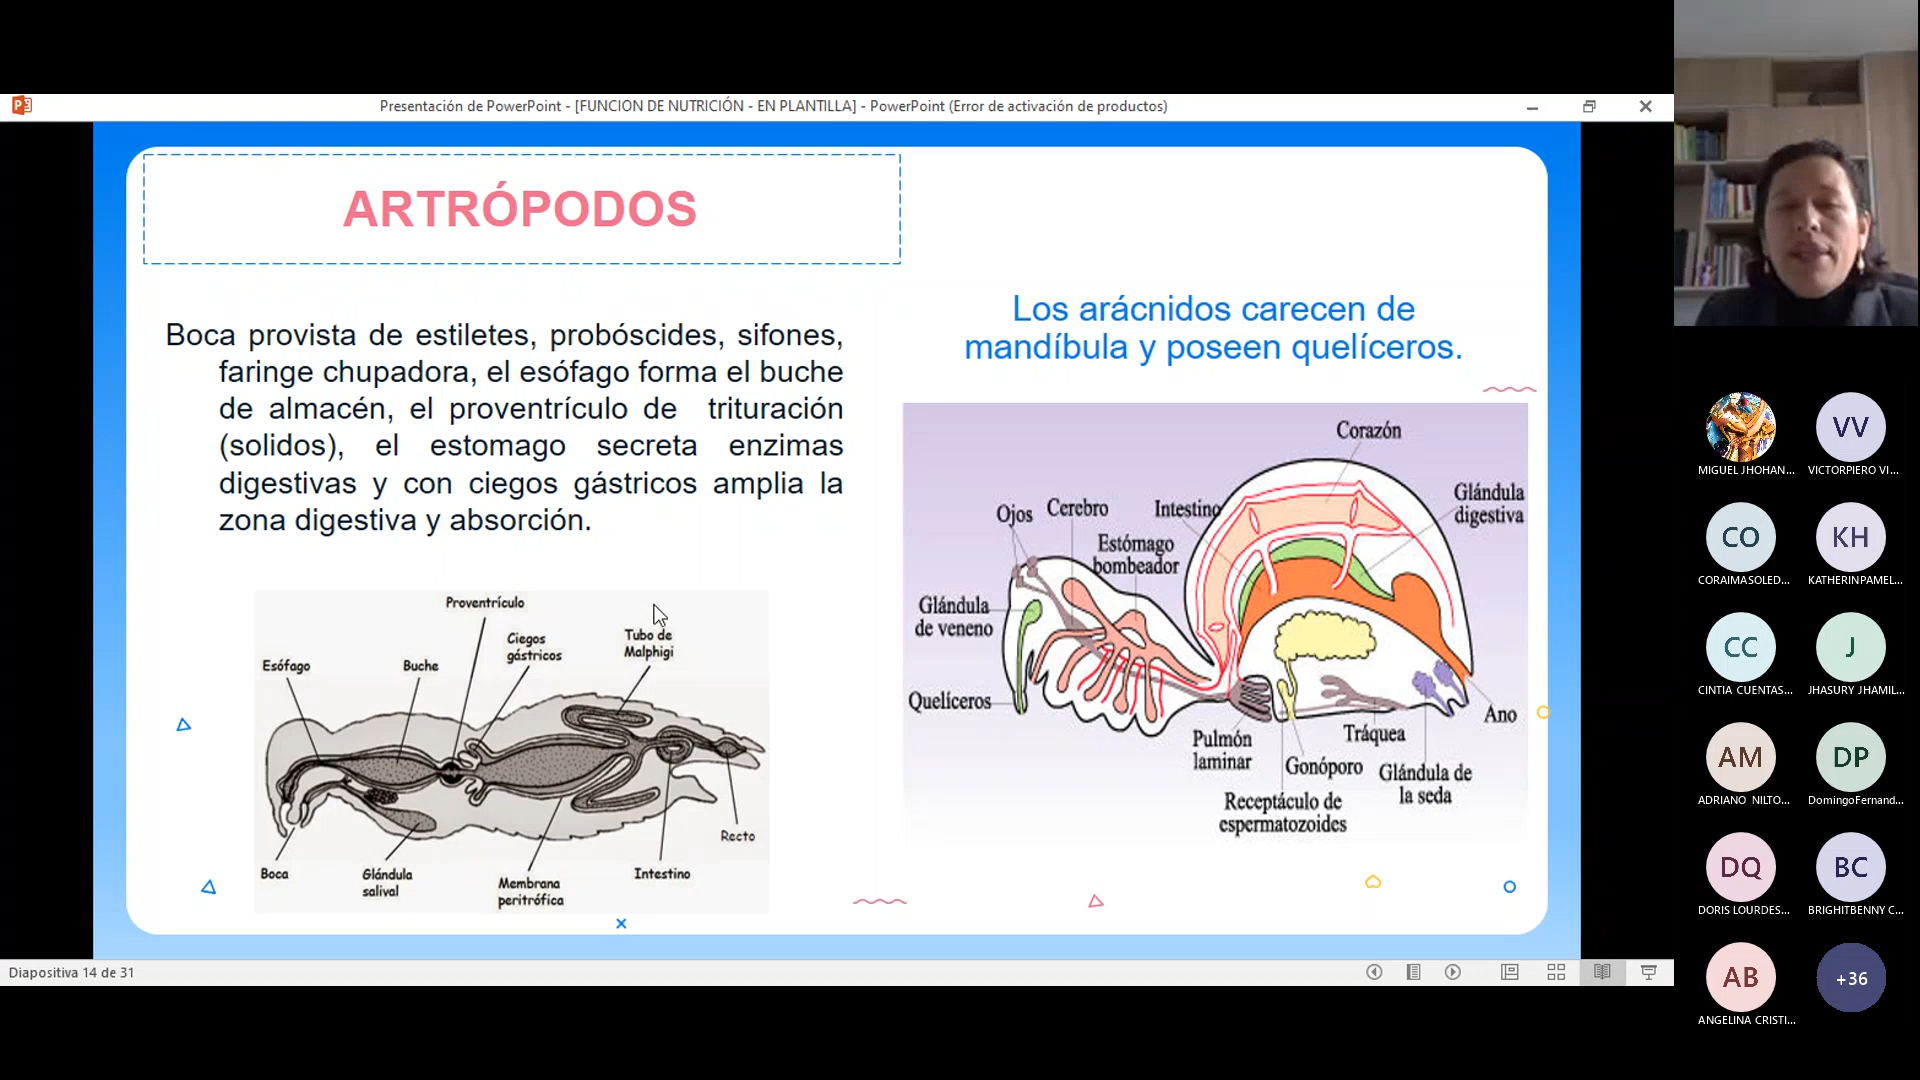 Presentación de PowerPoint - [FUNCION DE NUTRICIÓN - EN PLANTILLA] - PowerPoint (Error de activación de productos)
ARTRÓPODOS
Boca provista de estiletes, probóscides, sifones,
faringe chupadora, el esófago forma el buche
de almacén, el proventrículo de trituración
(solidos), el estomago secreta enzimas
digestivas y con ciegos gástricos amplia la
zona digestiva y absorción.
Proventrículo
Ciegos
gástricos
Tubo de
Malphigi
Esófago
Buche
Recto
Boca
Glándula
salival
Membrana
peritrófica
Intestino
Los arácnidos carecen de
mandíbula y poseen quelíceros.
Corazón
Glándula
digestiva
Ojos
Cerebro
Intestino
Estómago
bombeador
Glándula
de veneno
Quelíceros
Ano
Pulmón
laminar
Tráquea
Gonóporo
Glándula de
la seda
Receptáculo de
espermatozoides
Diapositiva 14 de 31
VV
MIGUEL JHOHAN...
VICTORPIERO VI...
CO
KH
CORAIMASOLED...
KATHERINPAMEL...
CC
J
CINTIA CUENTAS...
JHASURY JHAMIL...
AM
DP
ADRIANO NILTO...
DomingoFernand...
DQ
BC
DORIS LOURDES...
BRIGHITBENNY C...
AB
+36
ANGELINA CRISTI...